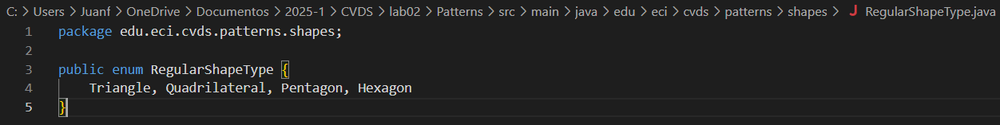 C: > Users > Juanf > OneDrive > Documentos > 2025-1 > CVDS > lab02 > Patterns > src > main > java > edu > eci > cvds > patterns > shapes > J RegularShapeType.java
1 package edu.eci.cvds.patterns.shapes;
2
3 public enum RegularShapeType {
4     Triangle, Quadrilateral, Pentagon, Hexagon
5 }